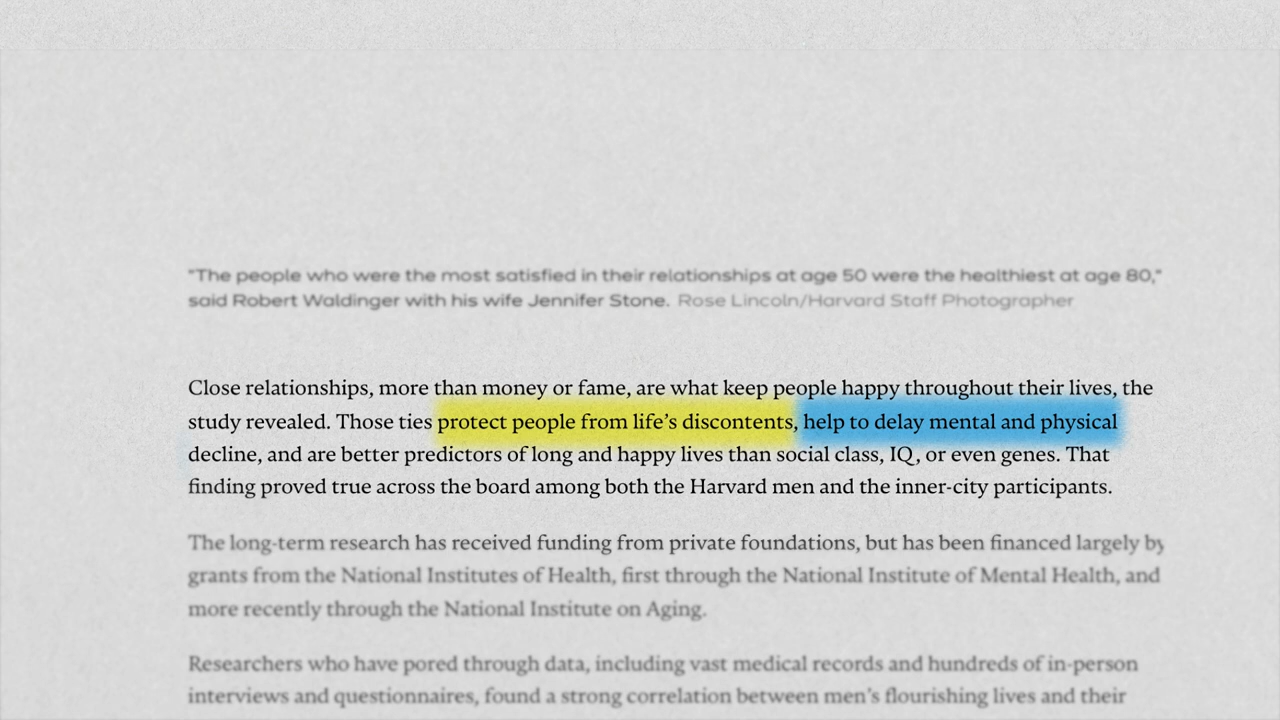 "The people who were the most satisfied in their relationships at age 50 were the healthiest at age 80,"
said Robert Waldinger with his wife Jennifer Stone. Rose Lincoln/Harvard Staff Photographer
Close relationships, more than money or fame, are what keep people happy throughout their lives, the
study revealed. Those ties protect people from life’s discontents, help to delay mental and physical
decline, and are better predictors of long and happy lives than social class, IQ, or even genes. That
finding proved true across the board among both the Harvard men and the inner-city participants.
The long-term research has received funding from private foundations, but has been financed largely by
grants from the National Institutes of Health, first through the National Institute of Mental Health, and
more recently through the National Institute on Aging.
Researchers who have pored through data, including vast medical records and hundreds of in-person
interviews and questionnaires, found a strong correlation between men’s flourishing lives and their